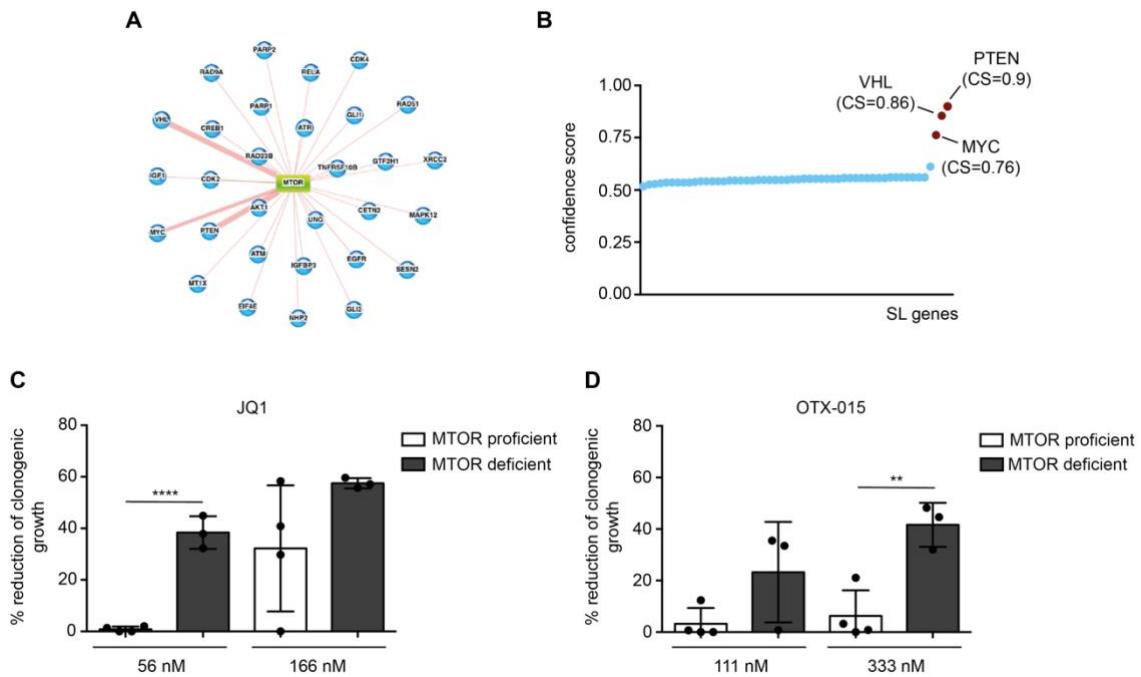 A
PARP2
CDK4
RAD9A
RELA
RAD51
PARP1
GLI1
VHL
CREB1
ATR
RAD23B
TNFRSF10B
GTF2H1
XRCC2
IGF1
CDK2
MTOR
AKT1
CETN2
MAPK12
MYC
PTEN
UNG
ATM
IGFBP3
EGFR
SESN2
MT1X
EIF4E
NHP2
GLI2
B
confidence score
1.00
0.75
0.50
0.25
0.00
PTEN
(CS=0.9)
VHL
(CS=0.86)
MYC
(CS=0.76)
SL genes
C
JQ1
% reduction of clonogenic
growth
80
60
40
20
0
MTOR proficient
MTOR deficient
****
56 nM
166 nM
D
OTX-015
% reduction of clonogenic
growth
80
60
40
20
0
MTOR proficient
MTOR deficient
**
111 nM
333 nM